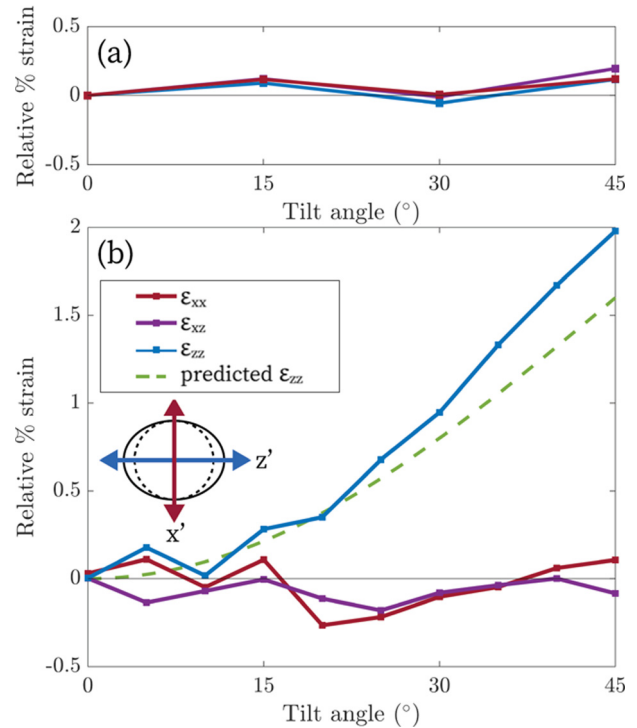 (a)
Relative % strain
0.5
0
-0.5
0 15 30 45
Tilt angle (°)
(b)
Relative % strain
2
1.5
1
0.5
0
-0.5
εxx
εxz
εzz
predicted εzz
z'
x'
0 15 30 45
Tilt angle (°)